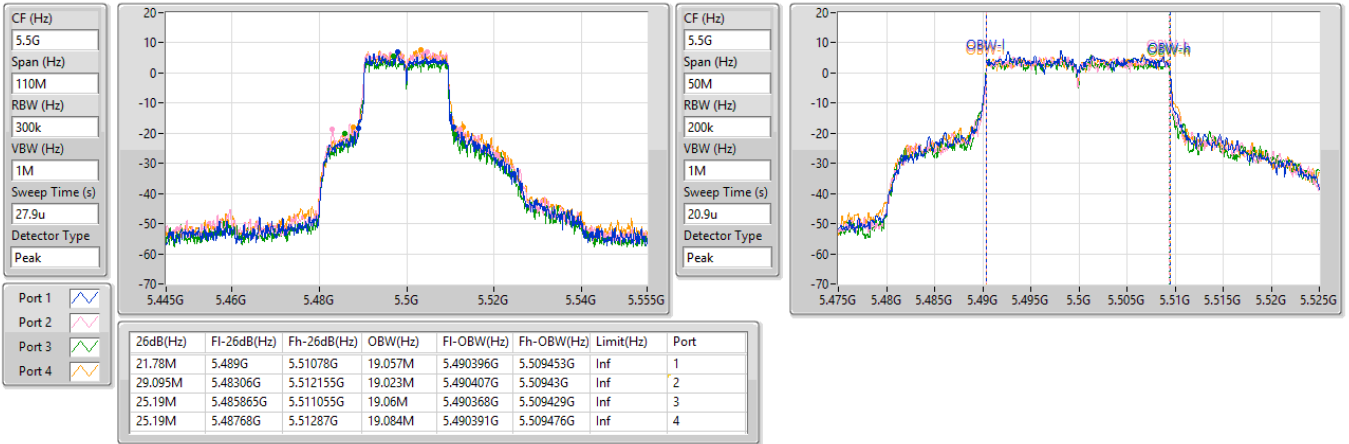 CF (Hz)
5.5G
Span (Hz)
110M
RBW (Hz)
300k
VBW (Hz)
1M
Sweep Time (s)
27.9u
Detector Type
Peak
20-
10-
0-
-10-
-20-
-30-
-40-
-50-
-60-
-70-
5.445G 5.46G 5.48G 5.5G 5.52G 5.54G 5.555G
CF (Hz)
5.5G
Span (Hz)
50M
RBW (Hz)
200k
VBW (Hz)
1M
Sweep Time (s)
20.9u
Detector Type
Peak
20-
10-
0-
-10-
-20-
-30-
-40-
-50-
-60-
-70-
OBW-l
OBW-h
5.475G 5.48G 5.485G 5.49G 5.495G 5.5G 5.505G 5.51G 5.515G 5.52G 5.525G
Port 1
Port 2
Port 3
Port 4
26dB(Hz) Fl-26dB(Hz) Fh-26dB(Hz) OBW(Hz) Fl-OBW(Hz) Fh-OBW(Hz) Limit(Hz) Port
21.78M 5.489G 5.51078G 19.057M 5.490396G 5.509453G Inf 1
29.095M 5.48306G 5.512155G 19.023M 5.490407G 5.50943G Inf 2
25.19M 5.485865G 5.511055G 19.06M 5.490368G 5.509429G Inf 3
25.19M 5.48768G 5.51287G 19.084M 5.490391G 5.509476G Inf 4